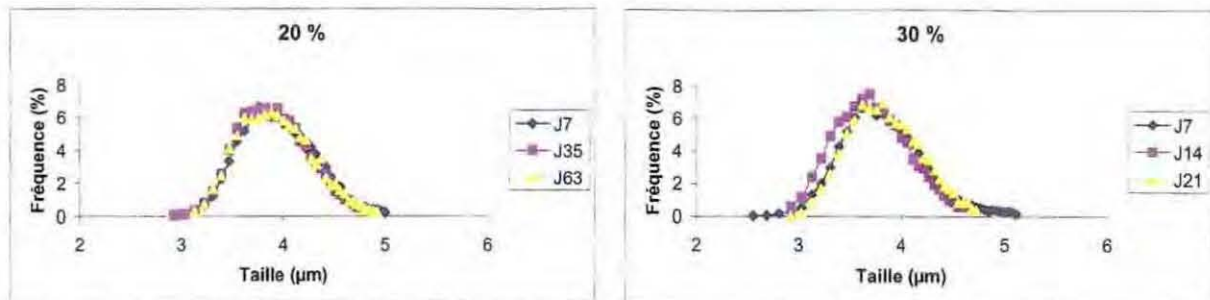 20 %
Fréquence (%)
8
6
4
2
0
2 3 4 5 6
Taille (µm)
J7
J35
J63
30 %
Fréquence (%)
8
6
4
2
0
2 3 4 5 6
Taille (µm)
J7
J14
J21